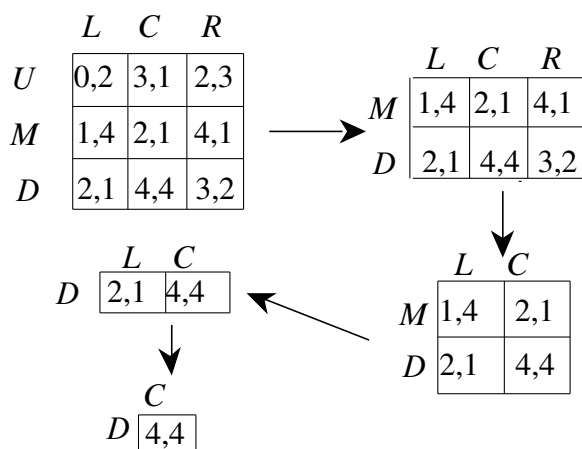 L C R
U 0,2 3,1 2,3
M 1,4 2,1 4,1
D 2,1 4,4 3,2
L C R
M 1,4 2,1 4,1
D 2,1 4,4 3,2
L C
M 1,4 2,1
D 2,1 4,4
L C
D 2,1 4,4
C
D 4,4